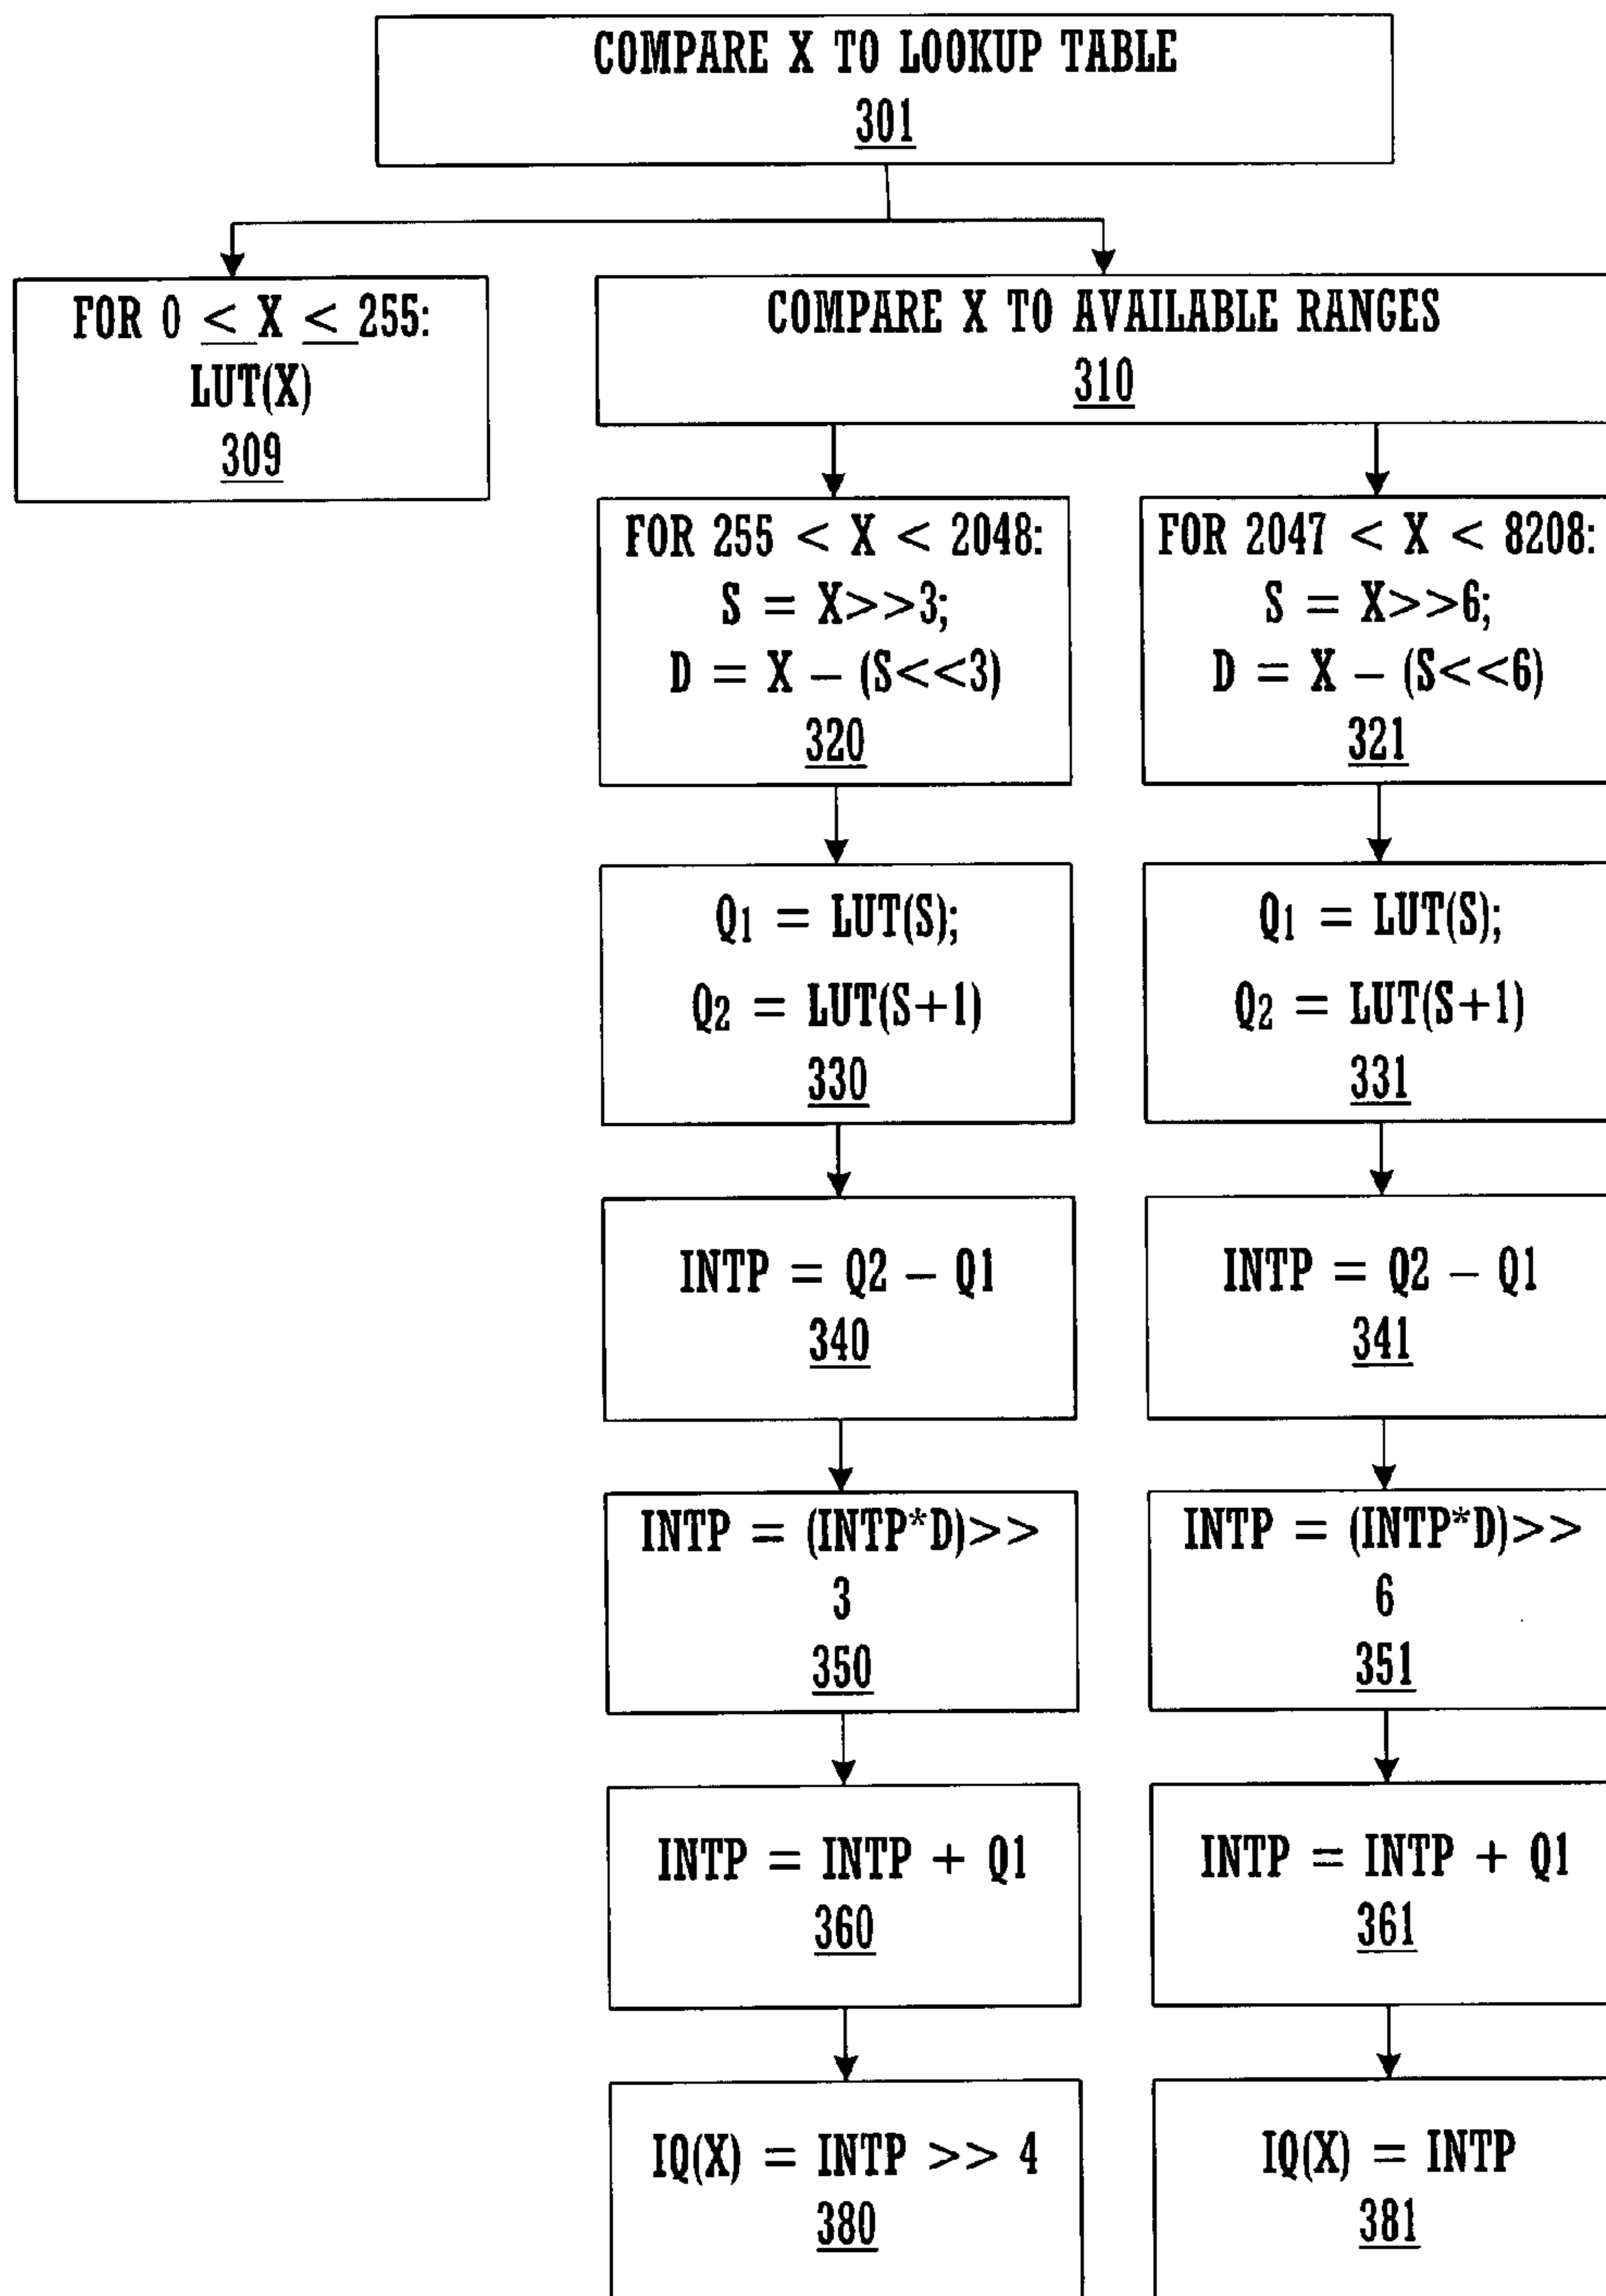 COMPARE X TO LOOKUP TABLE
301
FOR 0 < X < 255:
LUT(X)
309
COMPARE X TO AVAILABLE RANGES
310
FOR 255 < X < 2048:
S = X>>3;
D = X – (S<<3)
320
FOR 2047 < X < 8208:
S = X>>6;
D = X – (S<<6)
321
Q1 = LUT(S);
Q2 = LUT(S+1)
330
Q1 = LUT(S);
Q2 = LUT(S+1)
331
INTP = Q2 – Q1
340
INTP = Q2 – Q1
341
INTP = (INTP*D)>>
3
350
INTP = (INTP*D)>>
6
351
INTP = INTP + Q1
360
INTP = INTP + Q1
361
IQ(X) = INTP >> 4
380
IQ(X) = INTP
381